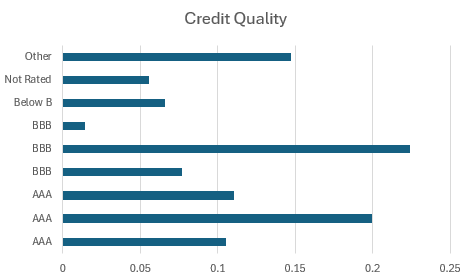 Credit Quality
Other
Not Rated
Below B
BBB
BBB
BBB
AAA
AAA
AAA
0 0.05 0.1 0.15 0.2 0.25